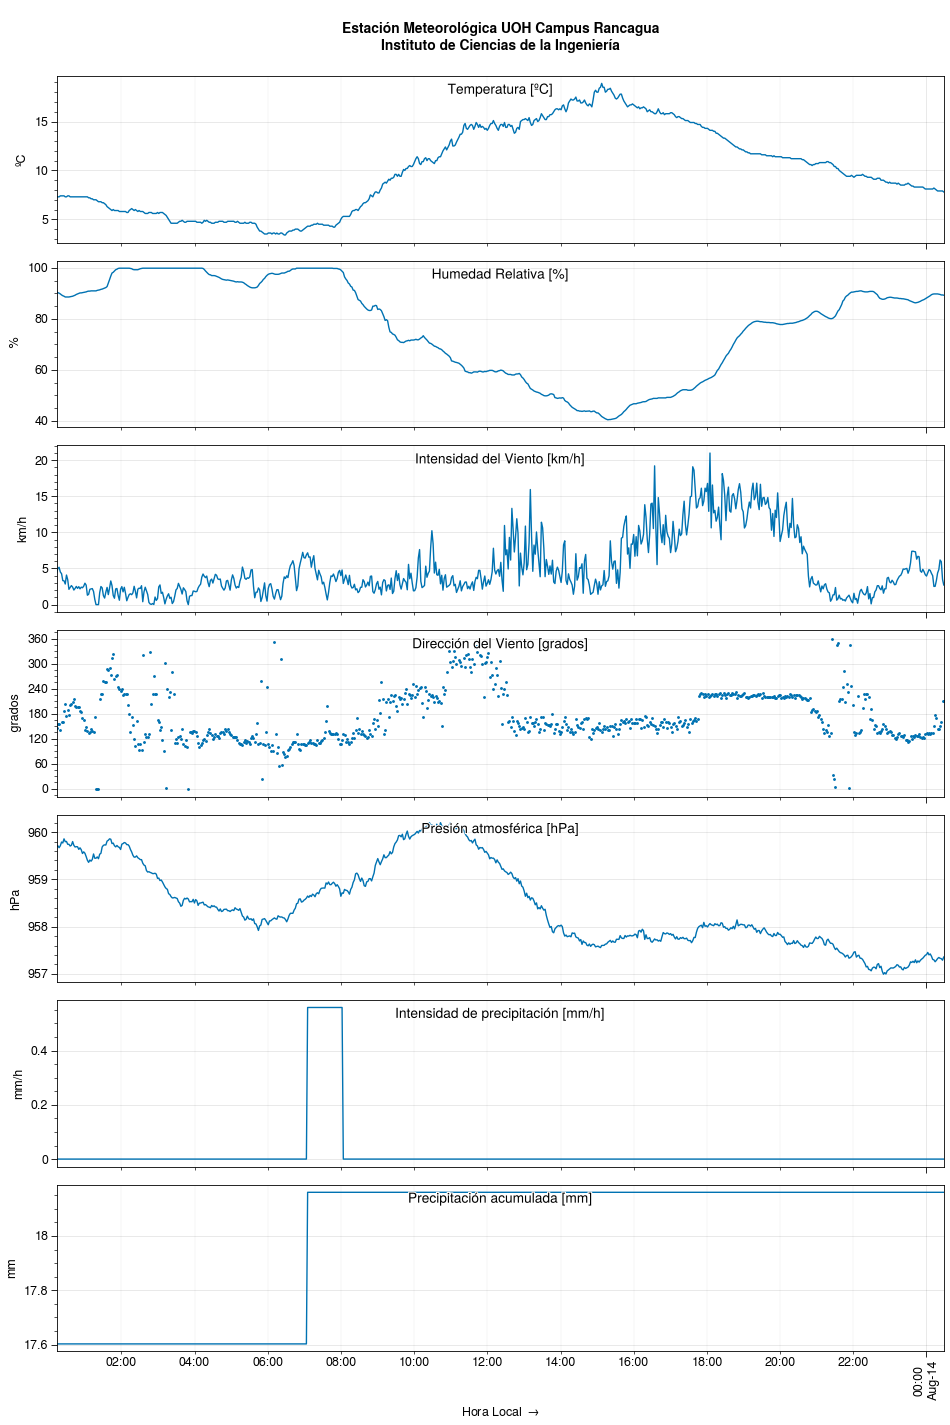 Estación Meteorológica UOH Campus Rancagua
Instituto de Ciencias de la Ingeniería
Temperatura [ºC]
ºC
15
10
5
Humedad Relativa [%]
%
100
80
60
40
Intensidad del Viento [km/h]
km/h
20
15
10
5
0
Dirección del Viento [grados]
grados
360
300
240
180
120
60
0
Presión atmosférica [hPa]
hPa
960
959
958
957
Intensidad de precipitación [mm/h]
mm/h
0.4
0.2
0
Precipitación acumulada [mm]
mm
18
17.8
17.6
02:00 04:00 06:00 08:00 10:00 12:00 14:00 16:00 18:00 20:00 22:00 00:00
Aug-14
Hora Local →